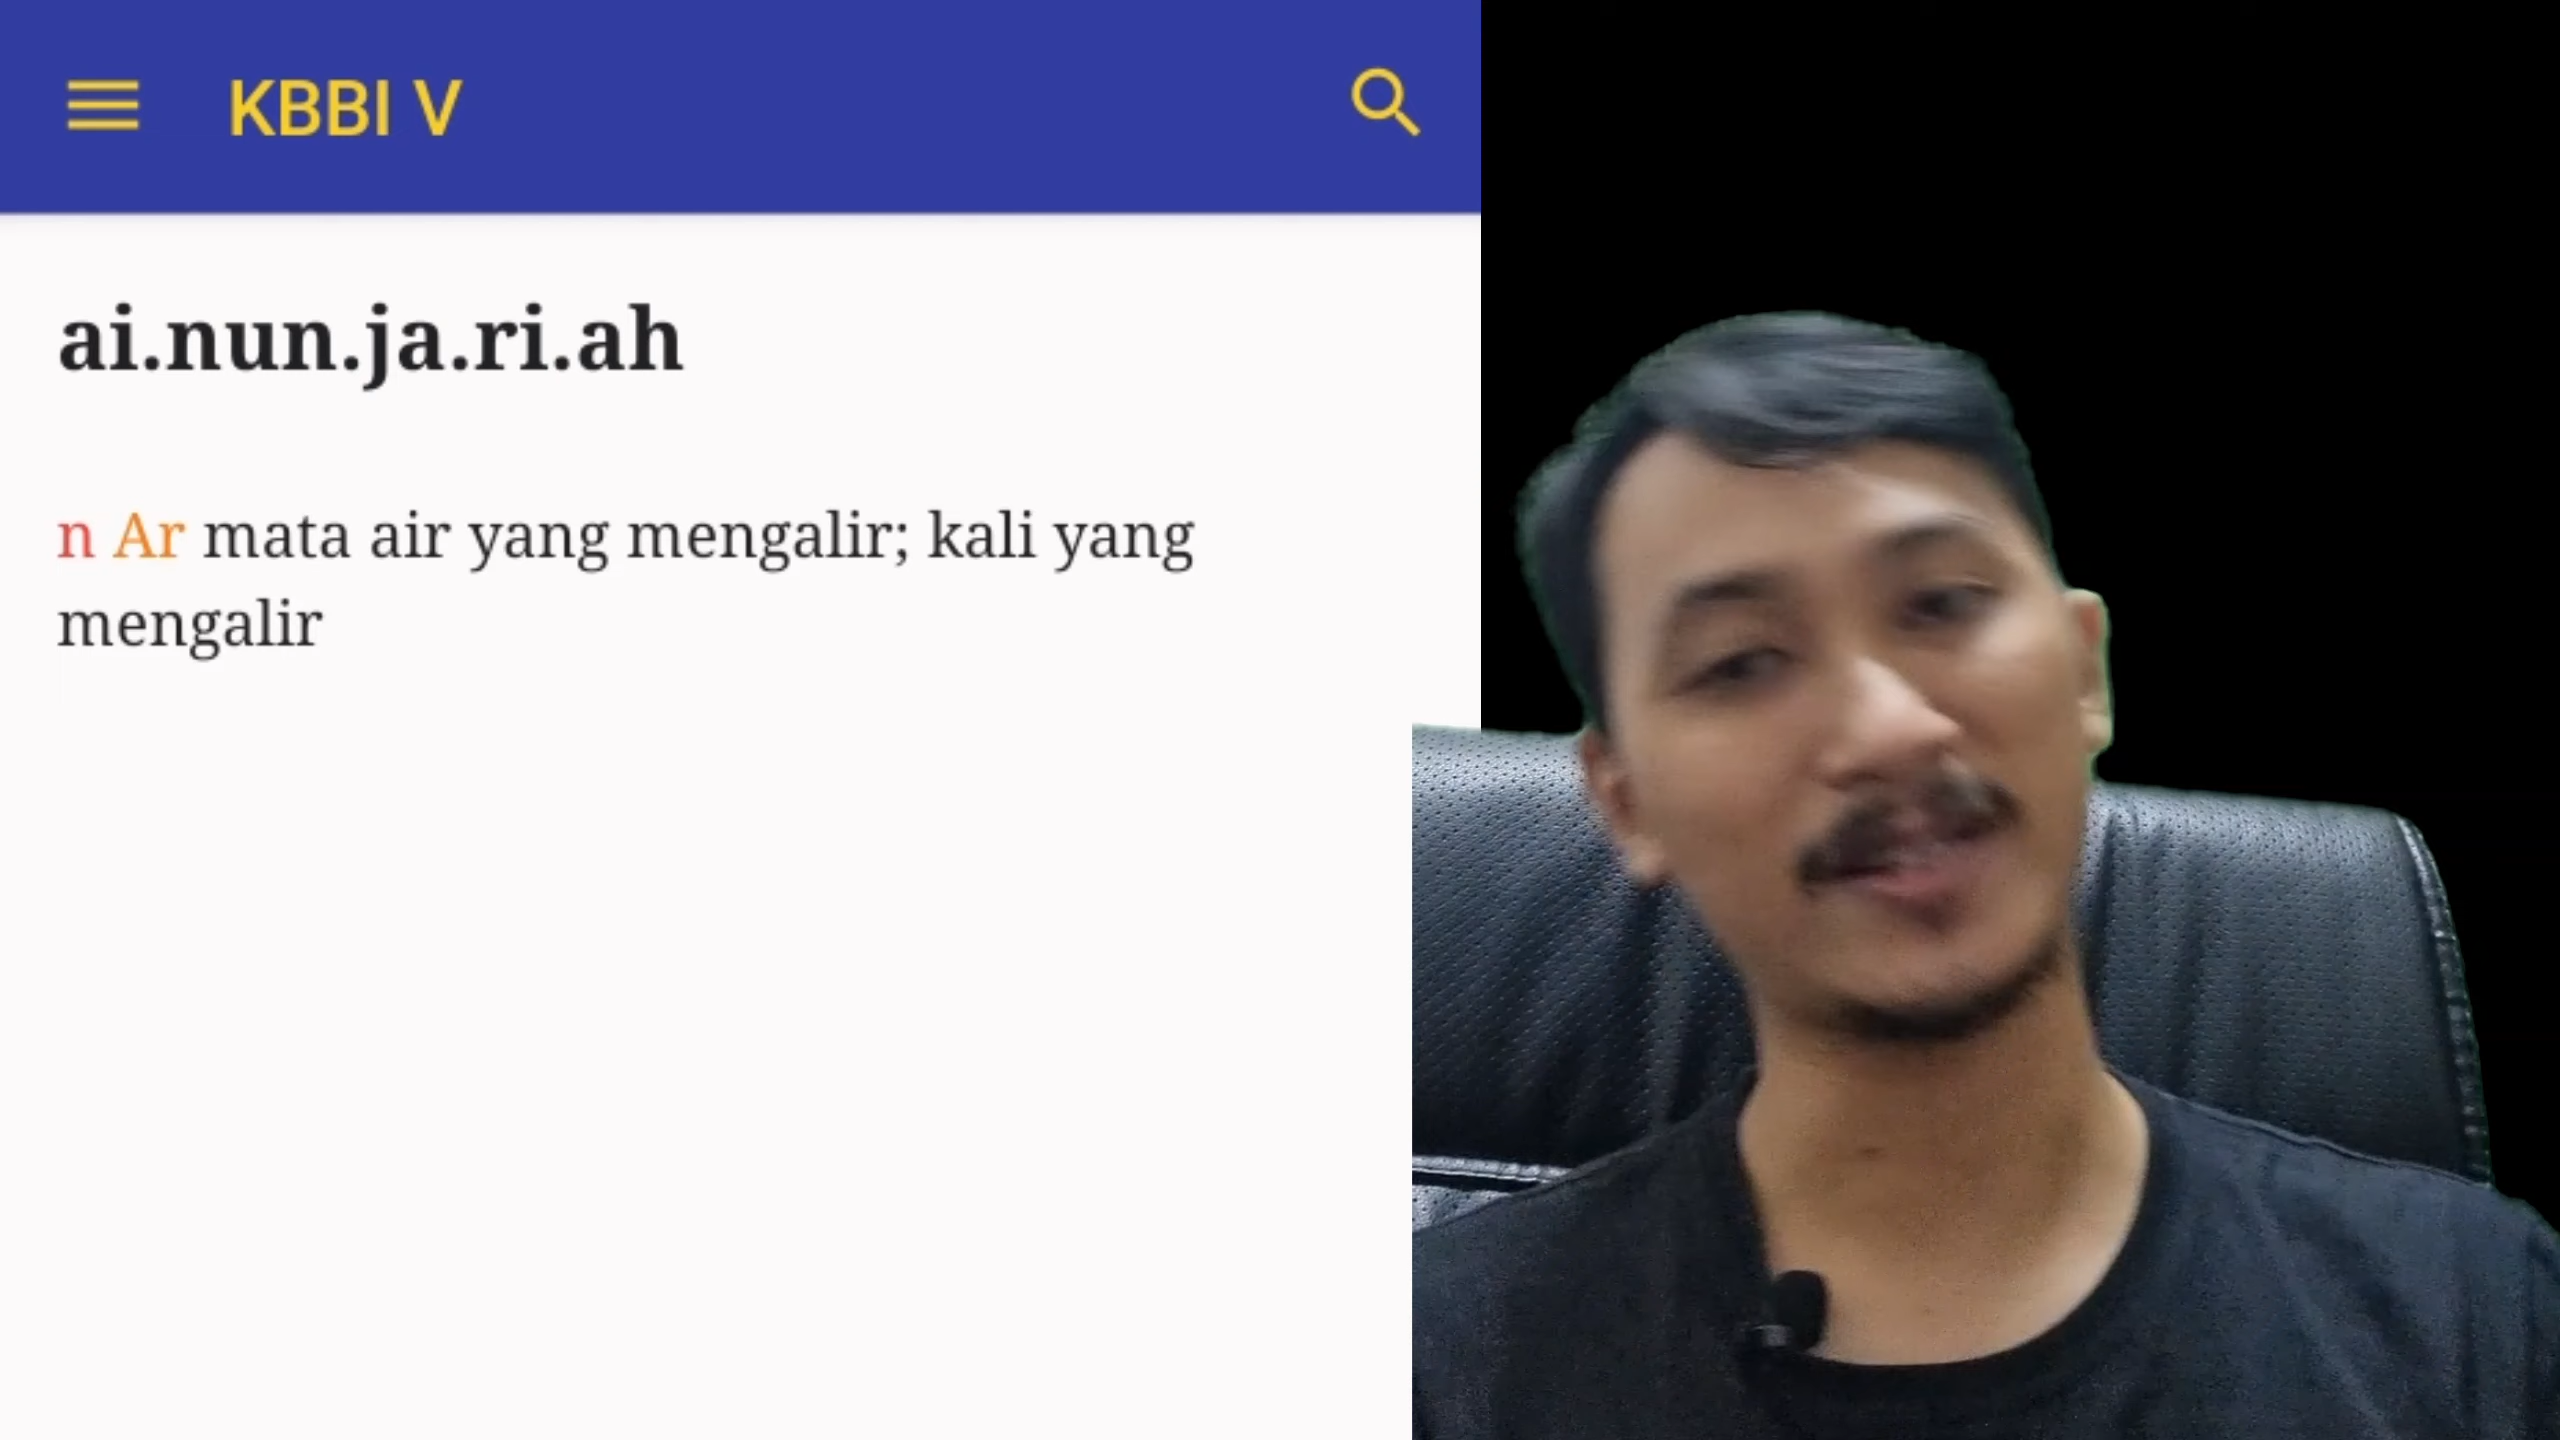 KBBI V
ai.nun.ja.ri.ah
n Ar mata air yang mengalir; kali yang
mengalir